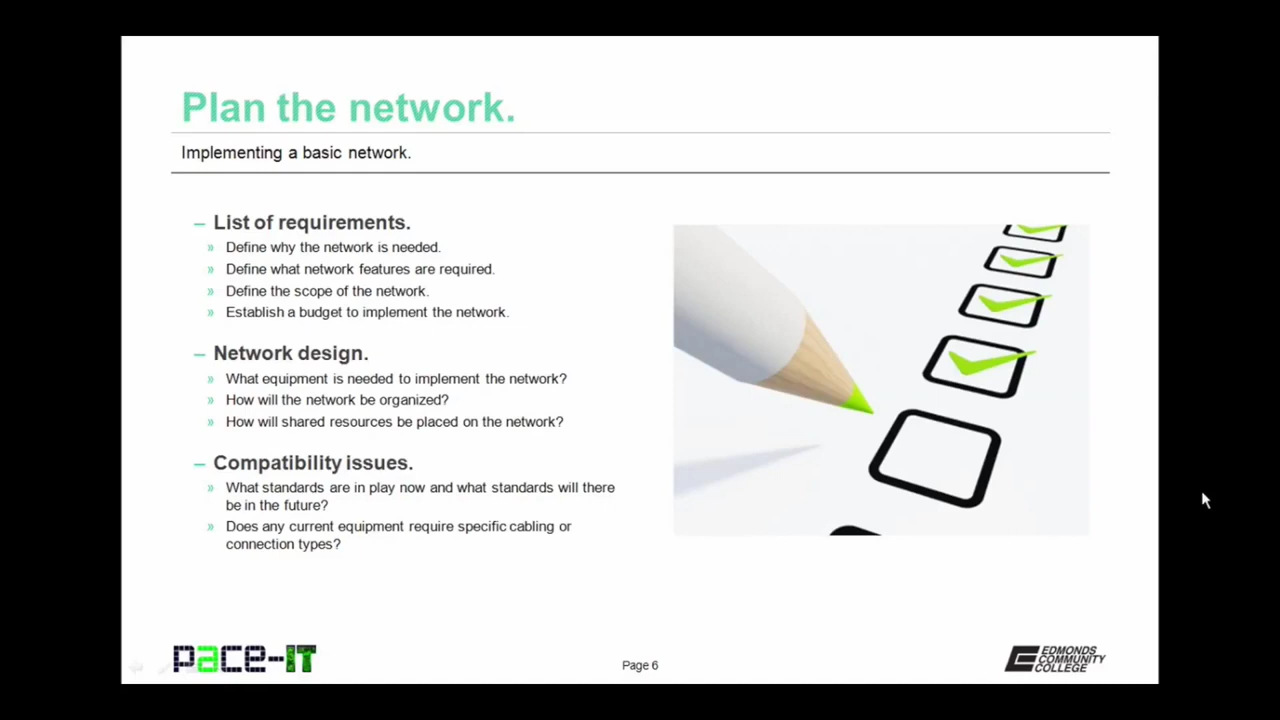 Plan the network.
Implementing a basic network.
– List of requirements.
» Define why the network is needed.
» Define what network features are required.
» Define the scope of the network.
» Establish a budget to implement the network.
– Network design.
» What equipment is needed to implement the network?
» How will the network be organized?
» How will shared resources be placed on the network?
– Compatibility issues.
» What standards are in play now and what standards will there
be in the future?
» Does any current equipment require specific cabling or
connection types?
pace-IT
Page 6
EDMONDS
COMMUNITY
COLLEGE